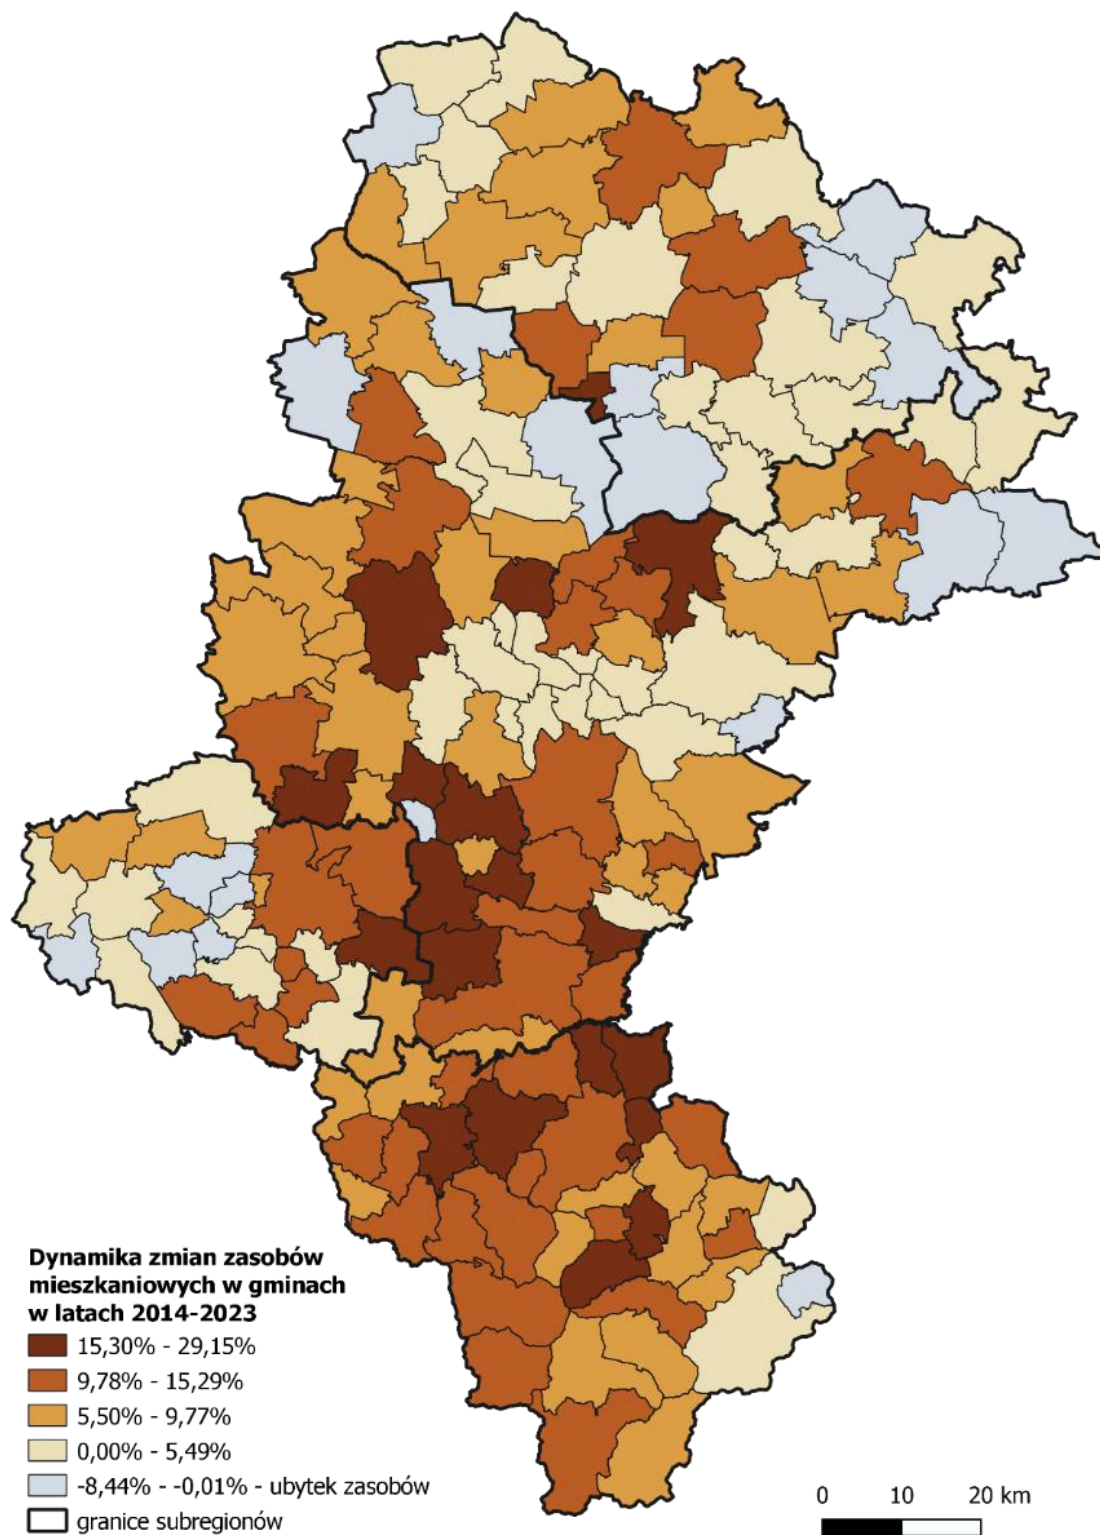 Dynamika zmian zasobów
mieszkaniowych w gminach
w latach 2014-2023
15,30% - 29,15%
9,78% - 15,29%
5,50% - 9,77%
0,00% - 5,49%
-8,44% - -0,01% - ubytek zasobów
granice subregionów
0 10 20 km